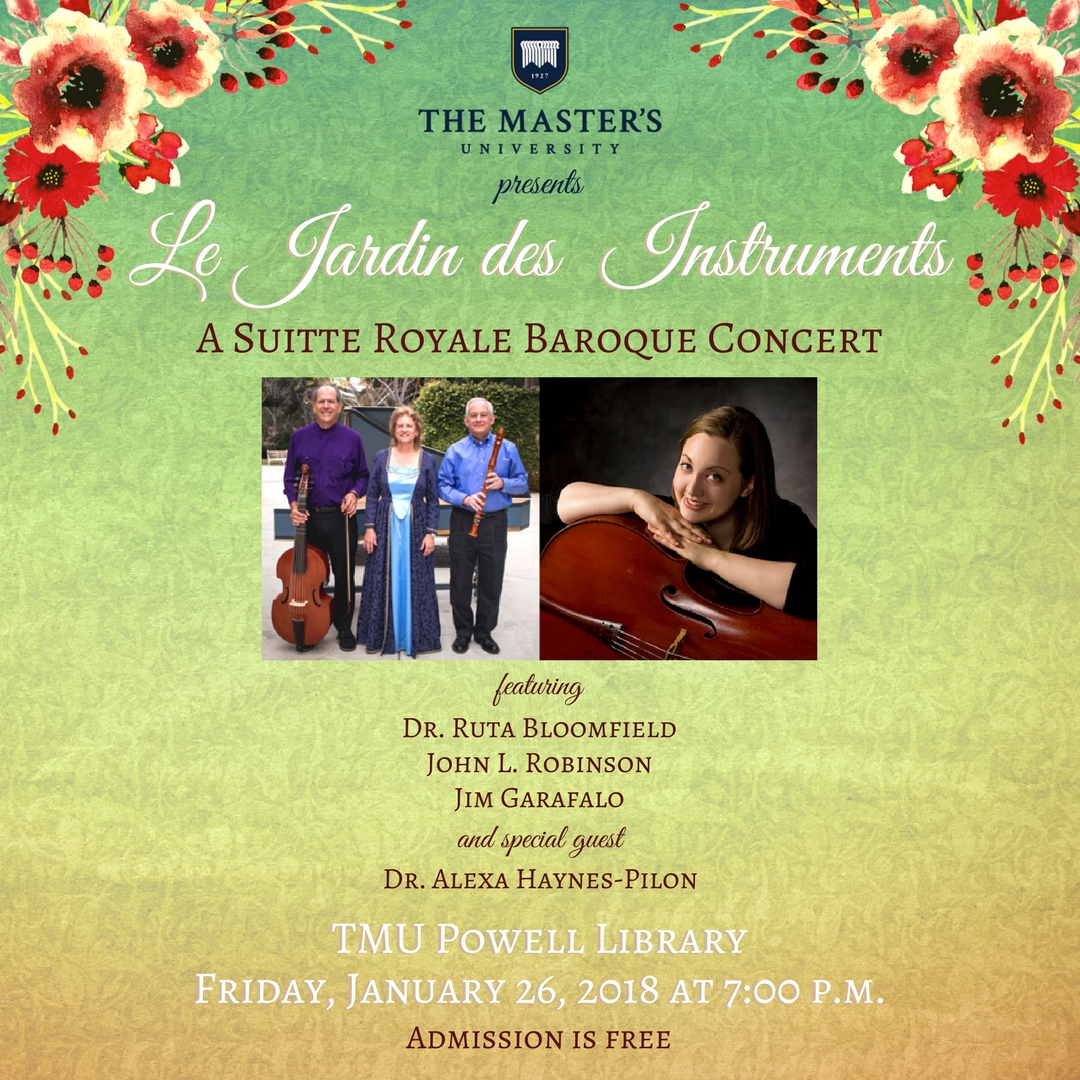 1927
THE MASTER'S
UNIVERSITY
presents
Le Jardin des Instruments
A Suitte Royale Baroque Concert
featuring
Dr. Ruta Bloomfield
John L. Robinson
Jim Garafalo
and special guest
Dr. Alexa Haynes-Pilon
TMU Powell Library
Friday, January 26, 2018 at 7:00 p.m.
Admission is free